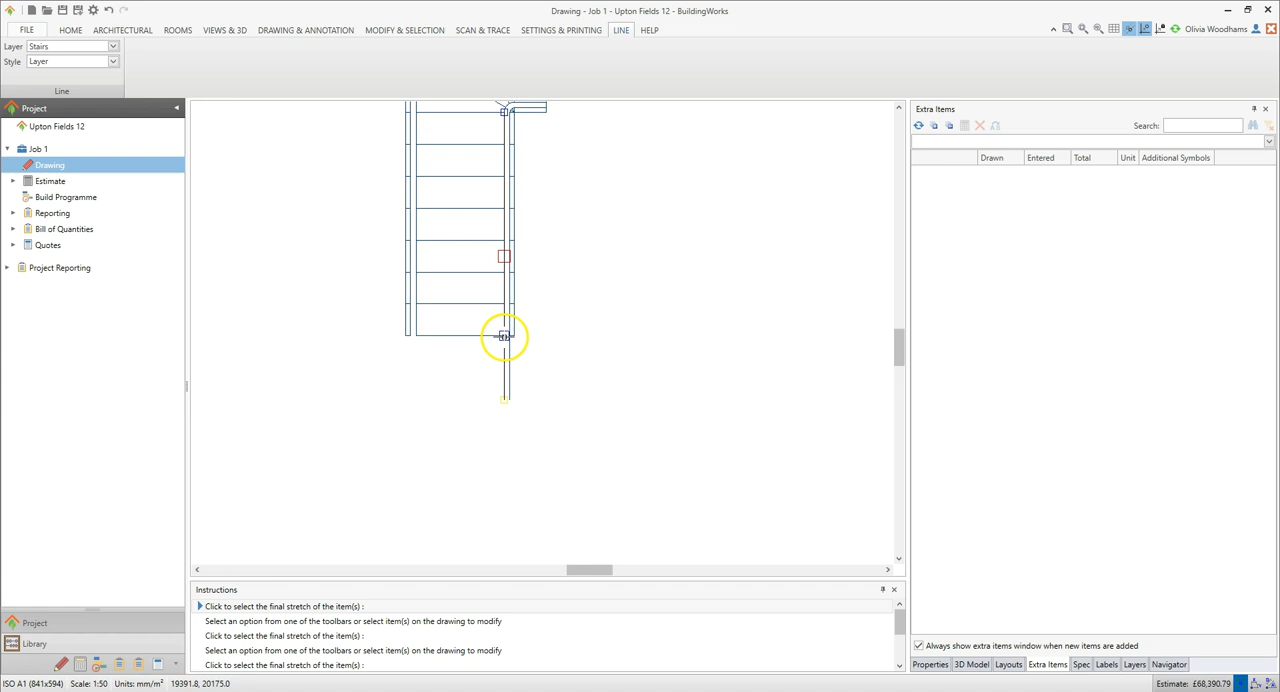 Drawing - Job 1 - Upton Fields 12 - BuildingWorks
FILE HOME ARCHITECTURAL ROOMS VIEWS & 3D DRAWING & ANNOTATION MODIFY & SELECTION SCAN & TRACE SETTINGS & PRINTING LINE HELP Olivia Woodhams
Layer Stairs
Style Layer
Line
Project
Upton Fields 12
Job 1
Drawing
Estimate
Build Programme
Reporting
Bill of Quantities
Quotes
Project Reporting
Project
Library
Extra Items
Search:
Drawn Entered Total Unit Additional Symbols
Instructions
Click to select the final stretch of the item(s) :
Select an option from one of the toolbars or select item(s) on the drawing to modify
Click to select the final stretch of the item(s) :
Select an option from one of the toolbars or select item(s) on the drawing to modify
Click to select the final stretch of the item(s) :
Always show extra items window when new items are added
Properties 3D Model Layouts Extra Items Spec Labels Layers Navigator
ISO A1 (841x594) Scale: 1:50 Units: mm/m² 19391.8, 20175.0 Estimate: £68,390.79